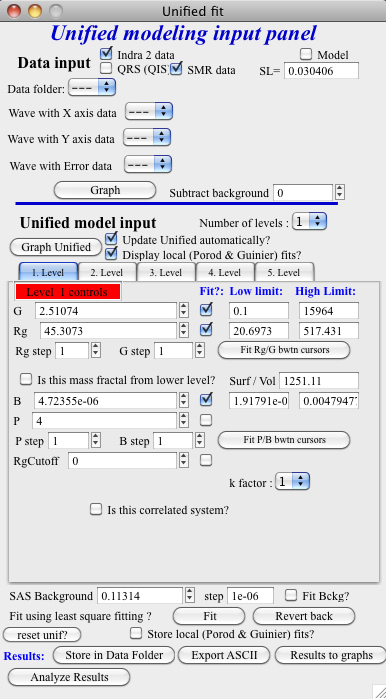 Unified fit
Unified modeling input panel
Data input
Indra 2 data
Model
QRS (QIS)
SMR data
SL= 0.030406
Data folder: ---
Wave with X axis data ---
Wave with Y axis data ---
Wave with Error data ---
Graph
Subtract background 0
Unified model input
Number of levels : 1
Graph Unified
Update Unified automatically?
Display local (Porod & Guinier) fits?
1. Level 2. Level 3. Level 4. Level 5. Level
Level 1 controls
Fit?: Low limit: High Limit:
G 2.51074 0.1 15964
Rg 45.3073 20.6973 517.431
Rg step 1 G step 1 Fit Rg/G bwtn cursors
Is this mass fractal from lower level?
Surf / Vol 1251.11
B 4.72355e-06 1.91791e-0 0.0047947
P 4
P step 1 B step 1 Fit P/B bwtn cursors
RgCutoff 0
k factor : 1
Is this correlated system?
SAS Background 0.11314 step 1e-06 Fit Bckg?
Fit using least square fitting ? Fit Revert back
reset unif? Store local (Porod & Guinier) fits?
Results: Store in Data Folder Export ASCII Results to graphs
Analyze Results